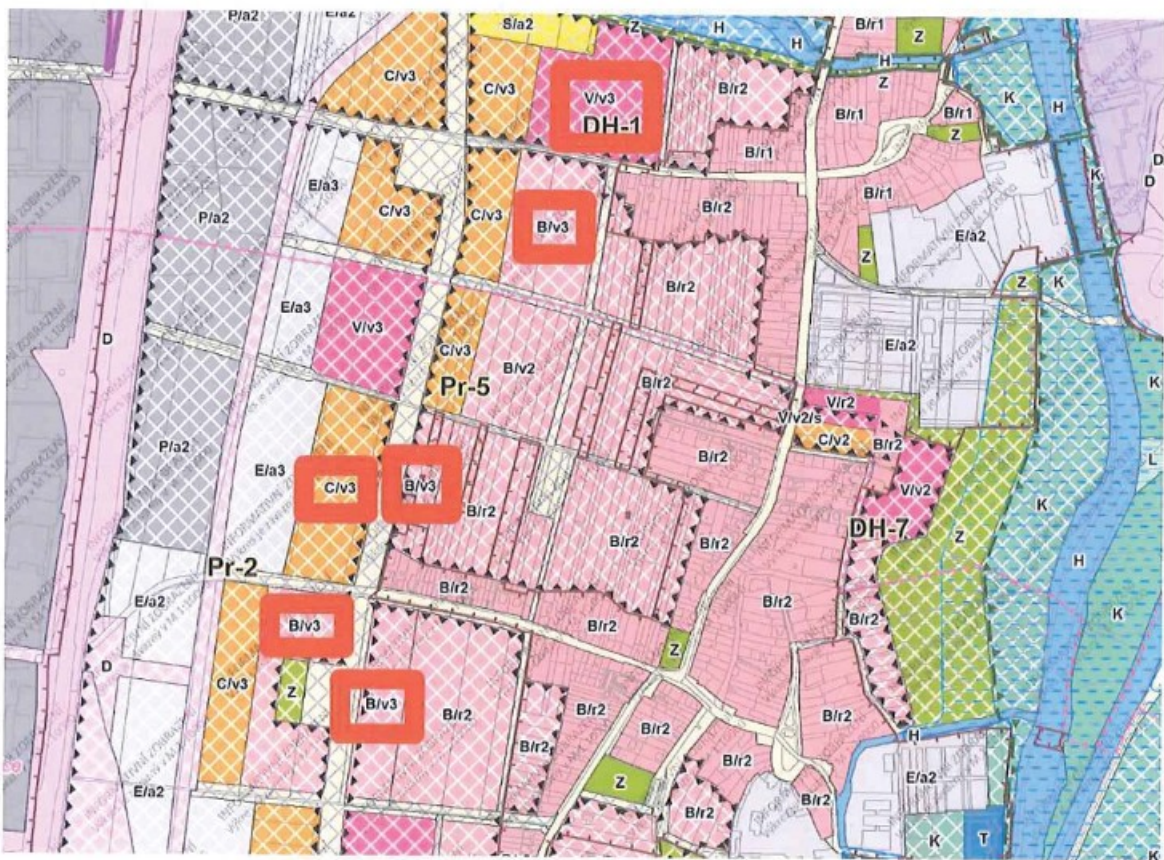 P/a2
E/a2
S/a2
Z
H
H
B/r1
Z
H
Z
K
H
C/v3
C/v3
V/v3
DH-1
B/r2
B/r1
B/r1
B/r1
Z
K
D
D
P/a2
E/a3
C/v3
C/v3
B/v3
B/r2
B/r1
E/a2
Z
Z
K
E/a3
V/v3
B/r2
E/a2
D
C/v3
B/v2
Pr-5
B/r2
V/r2
V/v2/s
C/v2
B/r2
K
P/a2
E/a3
C/v3
B/v3
B/r2
B/r2
V/v2
L
DH-7
Z
K
B/r2
B/r2
H
Pr-2
E/a2
B/r2
B/r2
K
B/v3
B/r2
B/r2
D
C/v3
Z
Z
B/v3
B/r2
B/r2
B/r2
B/r2
H
B/r2
B/r2
E/a2
E/a2
Z
B/r2
B/r2
K
T
K
INFORMATIVNÍ ZOBRAZENÍ